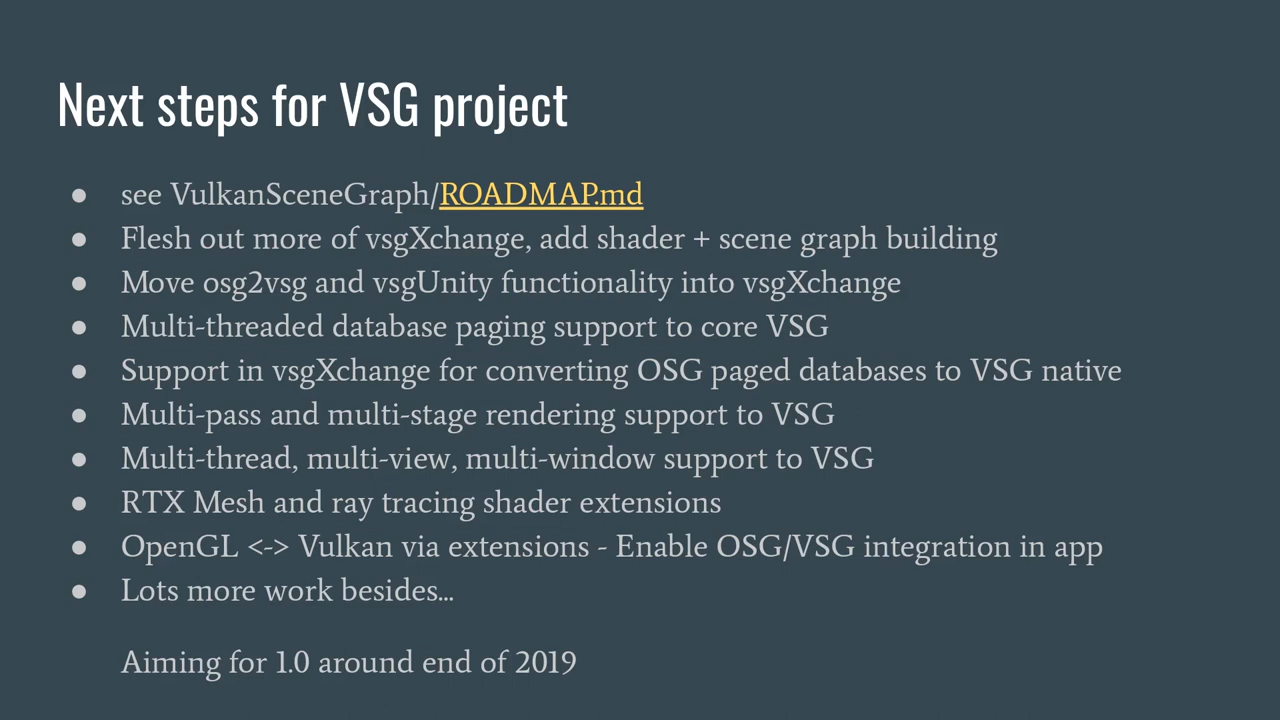 Next steps for VSG project
● see VulkanSceneGraph/ROADMAP.md
● Flesh out more of vsgXchange, add shader + scene graph building
● Move osg2vsg and vsgUnity functionality into vsgXchange
● Multi-threaded database paging support to core VSG
● Support in vsgXchange for converting OSG paged databases to VSG native
● Multi-pass and multi-stage rendering support to VSG
● Multi-thread, multi-view, multi-window support to VSG
● RTX Mesh and ray tracing shader extensions
● OpenGL <-> Vulkan via extensions - Enable OSG/VSG integration in app
● Lots more work besides...
Aiming for 1.0 around end of 2019